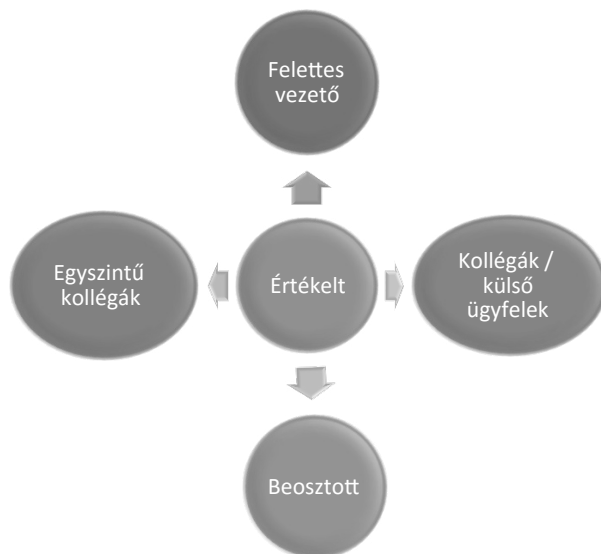 Felettes
vezető
Egyszintű
kollégák
Értékelt
Kollégák /
külső
ügyfelek
Beosztott